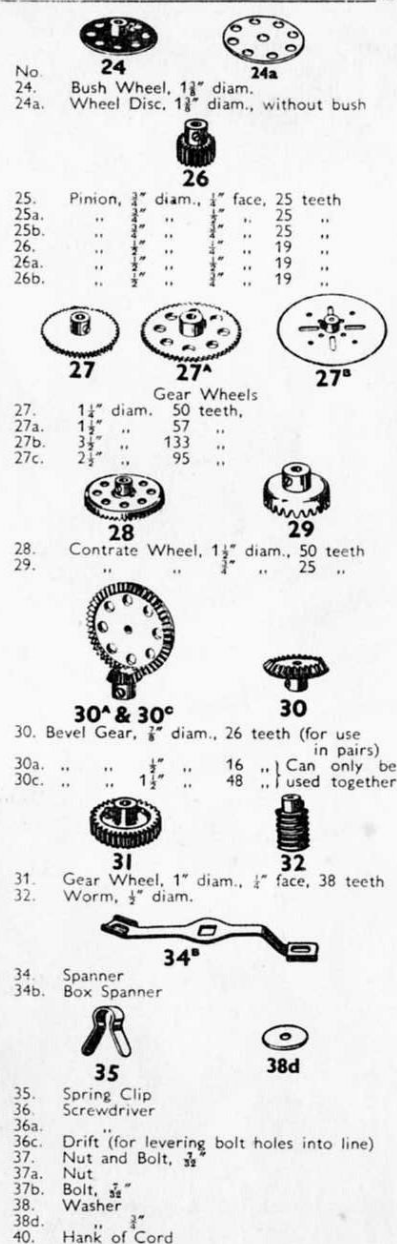 24 24a
No.
24. Bush Wheel, 1⅜″ diam.
24a. Wheel Disc, 1⅜″ diam., without bush
26
25. Pinion, ¾″ diam., ¼″ face, 25 teeth
25a. ,, ¾″ ,, ½″ ,, 25 ,,
25b. ,, ¾″ ,, ¾″ ,, 25 ,,
26. ,, ½″ ,, ¼″ ,, 19 ,,
26a. ,, ½″ ,, ½″ ,, 19 ,,
26b. ,, ½″ ,, ¾″ ,, 19 ,,
27 27A 27B
Gear Wheels
27. 1¼″ diam. 50 teeth,
27a. 1½″ ,, 57 ,,
27b. 3½″ ,, 133 ,,
27c. 2½″ ,, 95 ,,
28 29
28. Contrate Wheel, 1½″ diam., 50 teeth
29. ,, ,, ¾″ ,, 25 ,,
30A & 30C 30
30. Bevel Gear, ⅞″ diam., 26 teeth (for use
in pairs)
30a. ,, ,, ½″ ,, 16 ,, } Can only be
30c. ,, ,, 1½″ ,, 48 ,, } used together
31 32
31. Gear Wheel, 1″ diam., ¼″ face, 38 teeth
32. Worm, ½″ diam.
34B
34. Spanner
34b. Box Spanner
35 38d
35. Spring Clip
36. Screwdriver
36a. ,,
36c. Drift (for levering bolt holes into line)
37. Nut and Bolt, 7/32″
37a. Nut
37b. Bolt, 7/32″
38. Washer
38d. ,, ¾″
40. Hank of Cord